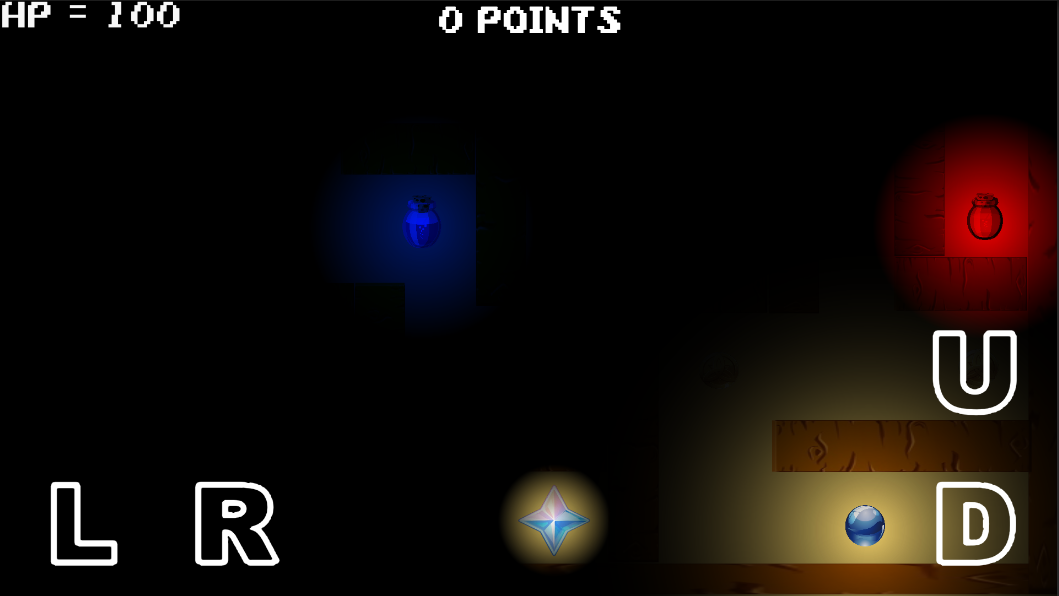 HP = 100
0 POINTS
U
L R
D